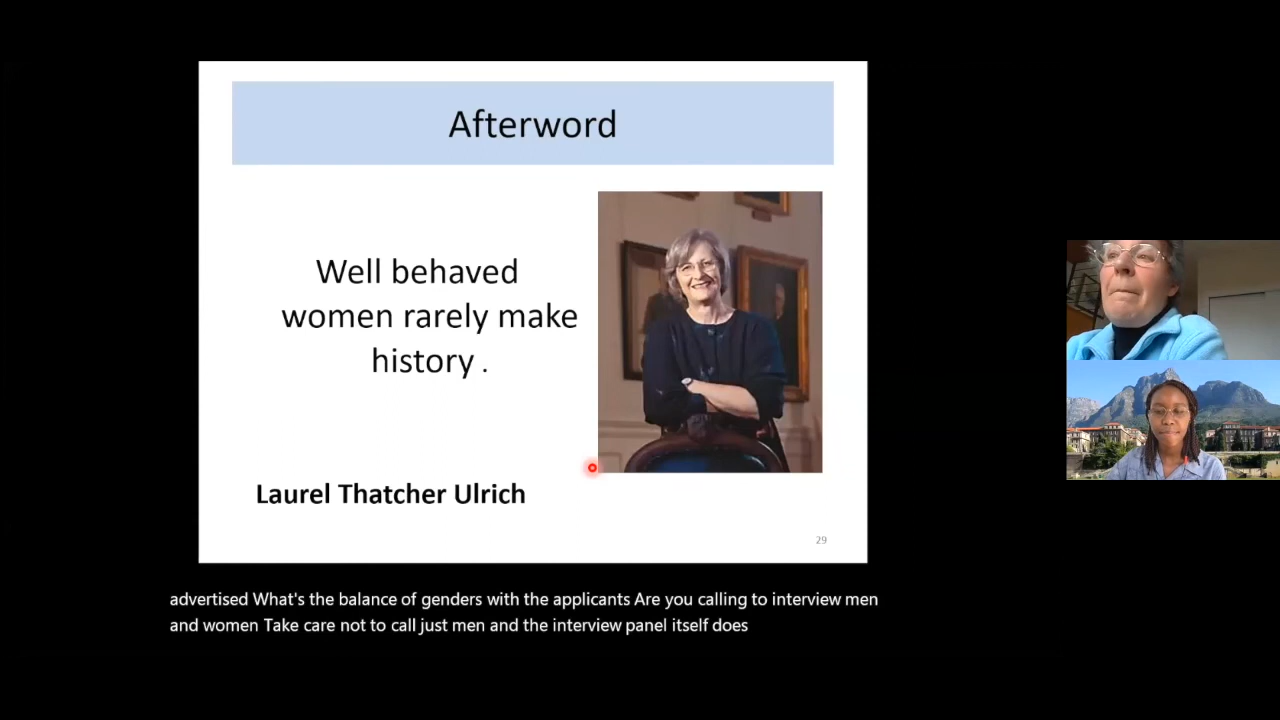 Afterword
Well behaved
women rarely make
history .
Laurel Thatcher Ulrich
29
advertised What's the balance of genders with the applicants Are you calling to interview men
and women Take care not to call just men and the interview panel itself does